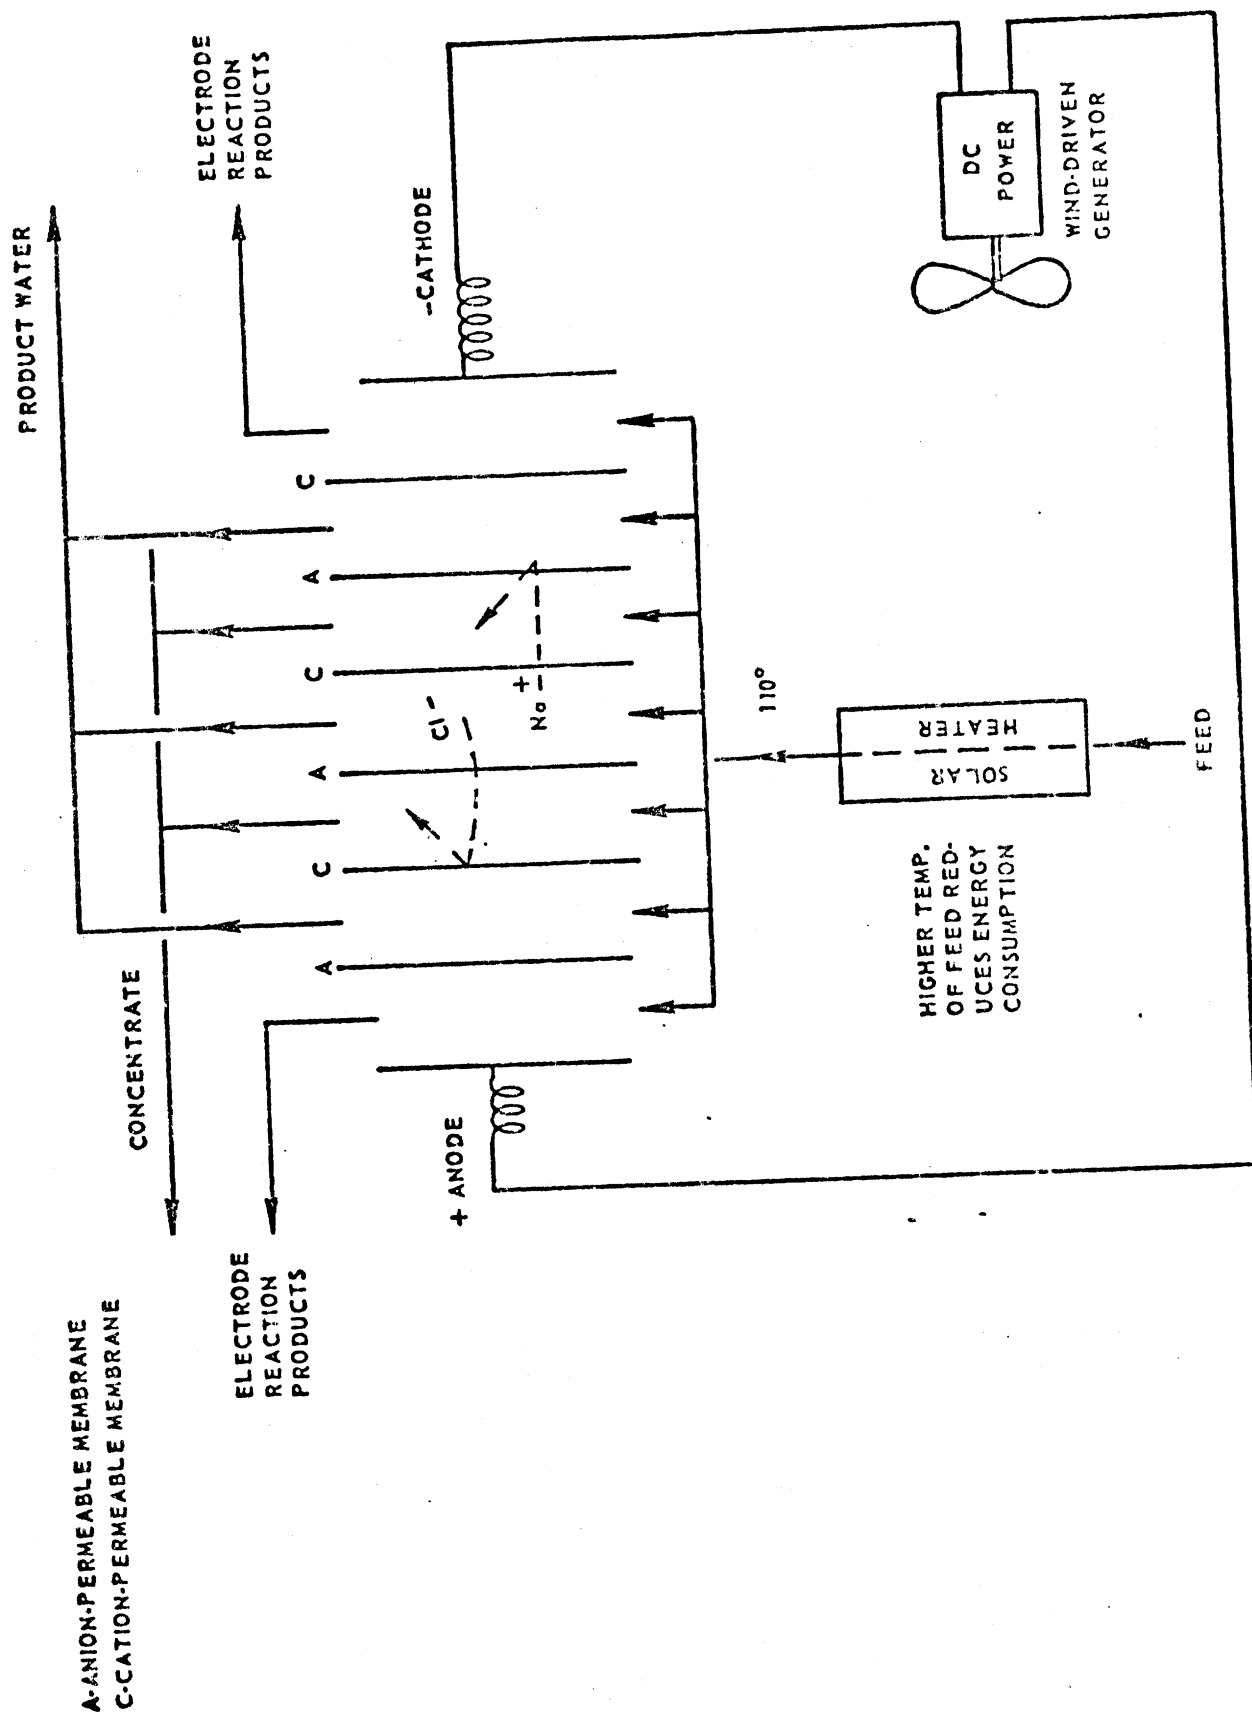 A-ANION-PERMEABLE MEMBRANE
C-CATION-PERMEABLE MEMBRANE
PRODUCT WATER
CONCENTRATE
ELECTRODE
REACTION
PRODUCTS
ELECTRODE
REACTION
PRODUCTS
A
C
A
C
A
C
+ ANODE
-CATHODE
Cl -
Na +
110°
SOLAR
HEATER
FEED
HIGHER TEMP.
OF FEED RED-
UCES ENERGY
CONSUMPTION
DC
POWER
WIND-DRIVEN
GENERATOR